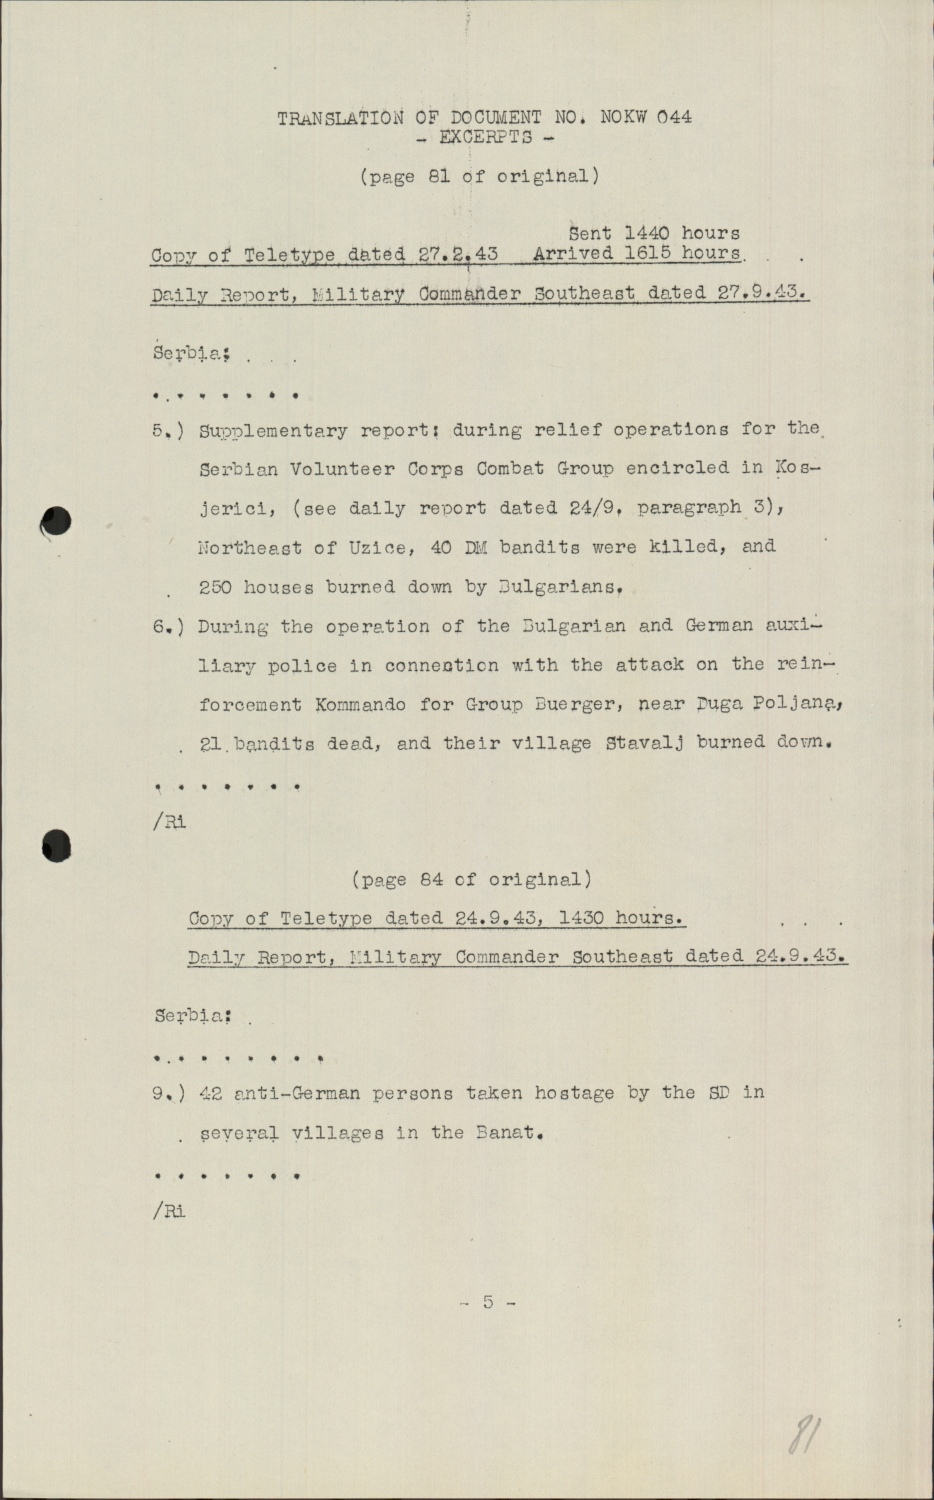 TRANSLATION OF DOCUMENT NO. NOKW 044
- EXCERPTS -
(page 81 of original)
Sent 1440 hours
Copy of Teletype dated 27.2.43 Arrived 1615 hours. . .
Daily Report, Military Commander Southeast dated 27.9.43.
Serbia: . . .
. . . . . . .
5.) Supplementary report: during relief operations for the
Serbian Volunteer Corps Combat Group encircled in Kos-
jerici, (see daily report dated 24/9, paragraph 3),
Northeast of Uzice, 40 DM bandits were killed, and
250 houses burned down by Bulgarians.
6.) During the operation of the Bulgarian and German auxi-
liary police in connection with the attack on the rein-
forcement Kommando for Group Buerger, near Duga Poljana,
21 bandits dead, and their village Stavalj burned down.
. . . . . . .
/Ri
(page 84 of original)
Copy of Teletype dated 24.9.43, 1430 hours. . . .
Daily Report, Military Commander Southeast dated 24.9.43.
Serbia: .
. . . . . . . .
9.) 42 anti-German persons taken hostage by the SD in
several villages in the Banat.
. . . . . . .
/Ri
- 5 -
81